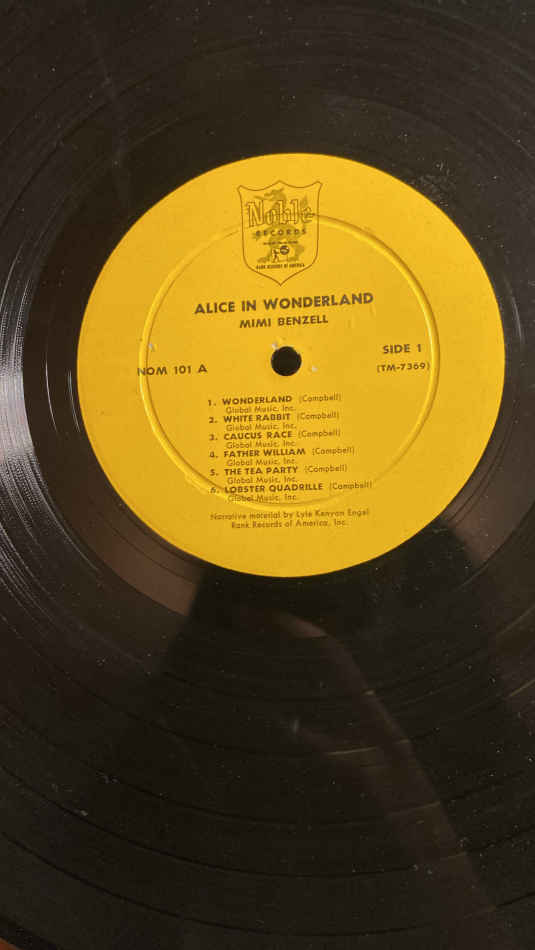 Noble
RECORDS
RANK RECORDS OF AMERICA
ALICE IN WONDERLAND
MIMI BENZELL
NOM 101 A
SIDE 1
(TM-7369)
1. WONDERLAND (Campbell)
Global Music, Inc.
2. WHITE RABBIT (Campbell)
Global Music, Inc.
3. CAUCUS RACE (Campbell)
Global Music, Inc.
4. FATHER WILLIAM (Campbell)
Global Music, Inc.
5. THE TEA PARTY (Campbell)
Global Music, Inc.
6. LOBSTER QUADRILLE (Campbell)
Global Music, Inc.
Narrative material by Lyle Kenyon Engel
Rank Records of America, Inc.